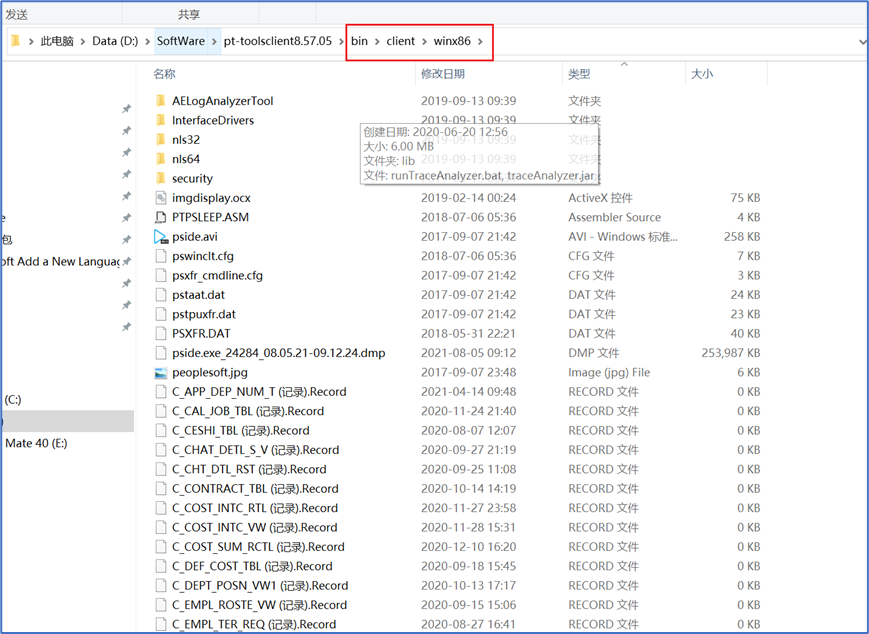 发送 共享
此电脑 Data (D:) SoftWare pt-toolsclient8.57.05 bin client winx86
名称 修改日期 类型 大小
AELogAnalyzerTool 2019-09-13 09:39 文件夹
InterfaceDrivers 2019-09-13 09:39 文件夹
nls32 文件夹
nls64 2019-09-13 09:39 文件夹
security
创建日期: 2020-06-20 12:56
大小: 6.00 MB
文件夹: lib
文件: runTraceAnalyzer.bat, traceAnalyzer.jar
imgdisplay.ocx 2019-02-14 00:24 ActiveX 控件 75 KB
PTPSLEEP.ASM 2018-07-06 05:36 Assembler Source 4 KB
pside.avi 2017-09-07 21:42 AVI - Windows 标准... 258 KB
pswinclt.cfg 2018-07-06 05:36 CFG 文件 7 KB
psxfr_cmdline.cfg 2017-09-07 21:42 CFG 文件 3 KB
pstaat.dat 2017-09-07 21:42 DAT 文件 24 KB
pstpuxfr.dat 2017-09-07 21:42 DAT 文件 23 KB
PSXFR.DAT 2018-05-31 22:21 DAT 文件 40 KB
pside.exe_24284_08.05.21-09.12.24.dmp 2021-08-05 09:12 DMP 文件 253,987 KB
peoplesoft.jpg 2017-09-07 23:48 Image (jpg) File 6 KB
C_APP_DEP_NUM_T (记录).Record 2021-04-14 09:48 RECORD 文件 0 KB
C_CAL_JOB_TBL (记录).Record 2020-11-24 21:40 RECORD 文件 0 KB
C_CESHI_TBL (记录).Record 2020-08-07 12:07 RECORD 文件 0 KB
C_CHAT_DETL_S_V (记录).Record 2020-09-27 21:19 RECORD 文件 0 KB
C_CHT_DTL_RST (记录).Record 2020-09-25 11:08 RECORD 文件 0 KB
C_CONTRACT_TBL (记录).Record 2020-10-14 14:19 RECORD 文件 0 KB
C_COST_INTC_RTL (记录).Record 2020-11-27 23:58 RECORD 文件 0 KB
C_COST_INTC_VW (记录).Record 2020-11-28 15:31 RECORD 文件 0 KB
C_COST_SUM_RCTL (记录).Record 2020-12-10 16:20 RECORD 文件 0 KB
C_DEF_COST_TBL (记录).Record 2020-09-18 15:45 RECORD 文件 0 KB
C_DEPT_POSN_VW1 (记录).Record 2020-10-13 17:17 RECORD 文件 0 KB
C_EMPL_ROSTE_VW (记录).Record 2020-09-15 15:06 RECORD 文件 0 KB
C_EMPL_TER_REQ (记录).Record 2020-08-27 16:41 RECORD 文件 0 KB
e
包
oft Add a New Languag
(C:)
)
Mate 40 (E:)